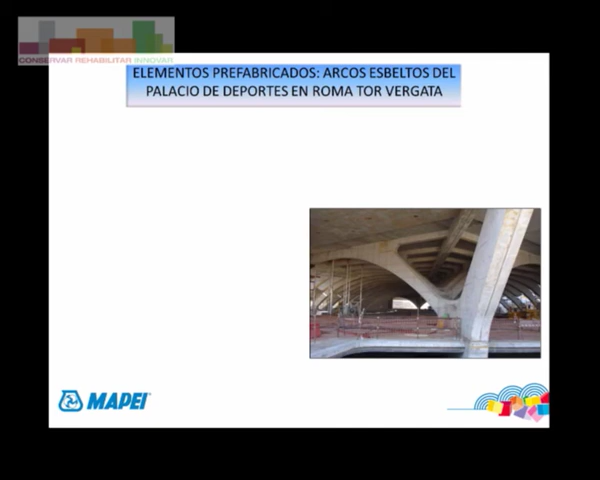 CONSERVAR REHABILITAR INNOVAR
ELEMENTOS PREFABRICADOS: ARCOS ESBELTOS DEL
PALACIO DE DEPORTES EN ROMA TOR VERGATA
MAPEI